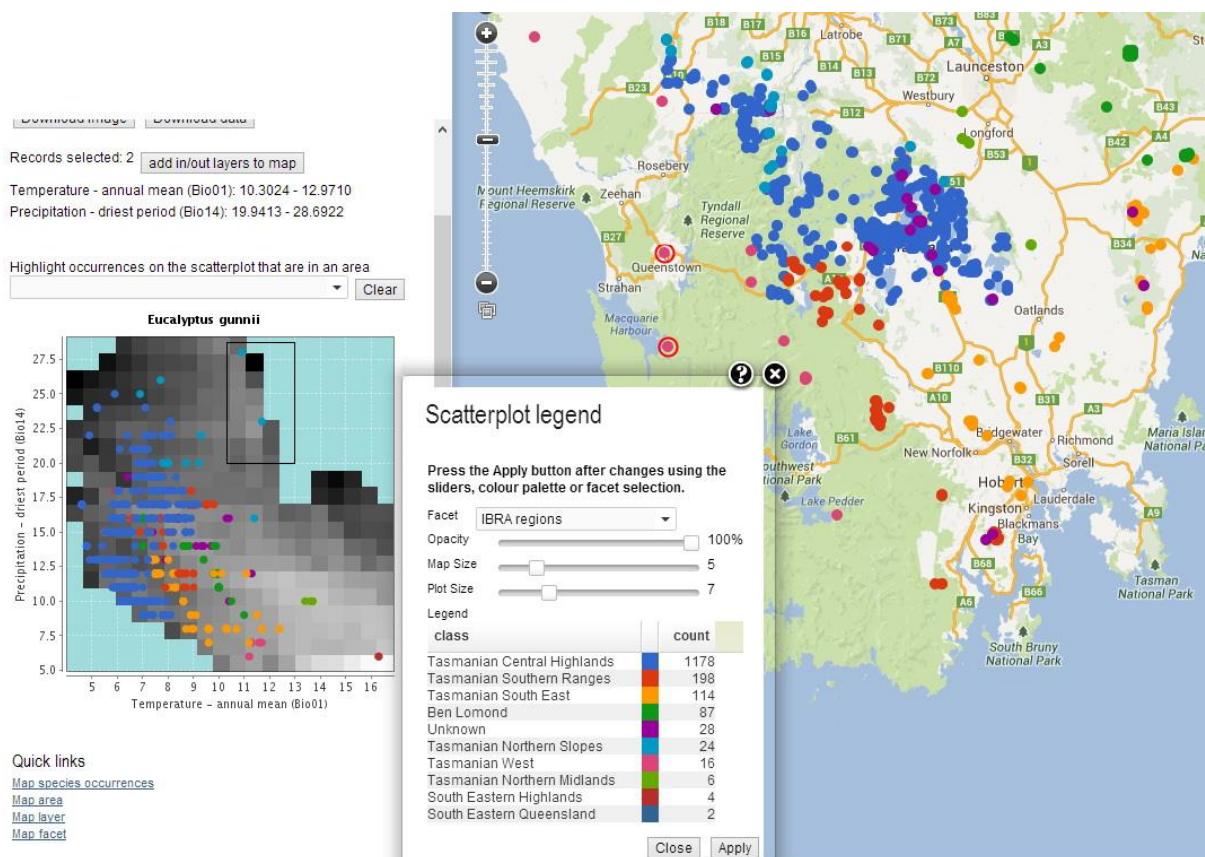 Download image Download data
Records selected: 2 add in/out layers to map
Temperature - annual mean (Bio01): 10.3024 - 12.9710
Precipitation - driest period (Bio14): 19.9413 - 28.6922
Highlight occurrences on the scatterplot that are in an area
Clear
Eucalyptus gunnii
27.5
25.0
22.5
20.0
17.5
15.0
12.5
10.0
7.5
5.0
Precipitation - driest period (Bio14)
5 6 7 8 9 10 11 12 13 14 15 16
Temperature - annual mean (Bio01)
Quick links
Map species occurrences
Map area
Map layer
Map facet
B18 B17 B16 B15 B14 B13 B71 B72 B73 A7 B82 B81 B83 A3
Latrobe
Launceston
Westbury
B10
B23
B12
B43
A4
B42
Longford
B53
1
B51
Rosebery
Mount Heemskirk
Regional Reserve
Zeehan
Tyndall
Regional
Reserve
B27
Queenstown
Strahan
Macquarie
Harbour
B34
Oatlands
1
B110
A10
B31
A3
B61
Lake
Gordon
New Norfolk
Bridgewater
Richmond
B32
Sorell
Maria Island
National Park
Lake Pedder
Hobart
Lauderdale
Kingston
Blackmans
Bay
A9
B68
A6
B66
Tasman
National Park
South Bruny
National Park
? ×
Scatterplot legend
Press the Apply button after changes using the
sliders, colour palette or facet selection.
Facet IBRA regions
Opacity 100%
Map Size 5
Plot Size 7
Legend
class count
Tasmanian Central Highlands 1178
Tasmanian Southern Ranges 198
Tasmanian South East 114
Ben Lomond 87
Unknown 28
Tasmanian Northern Slopes 24
Tasmanian West 16
Tasmanian Northern Midlands 6
South Eastern Highlands 4
South Eastern Queensland 2
Close Apply